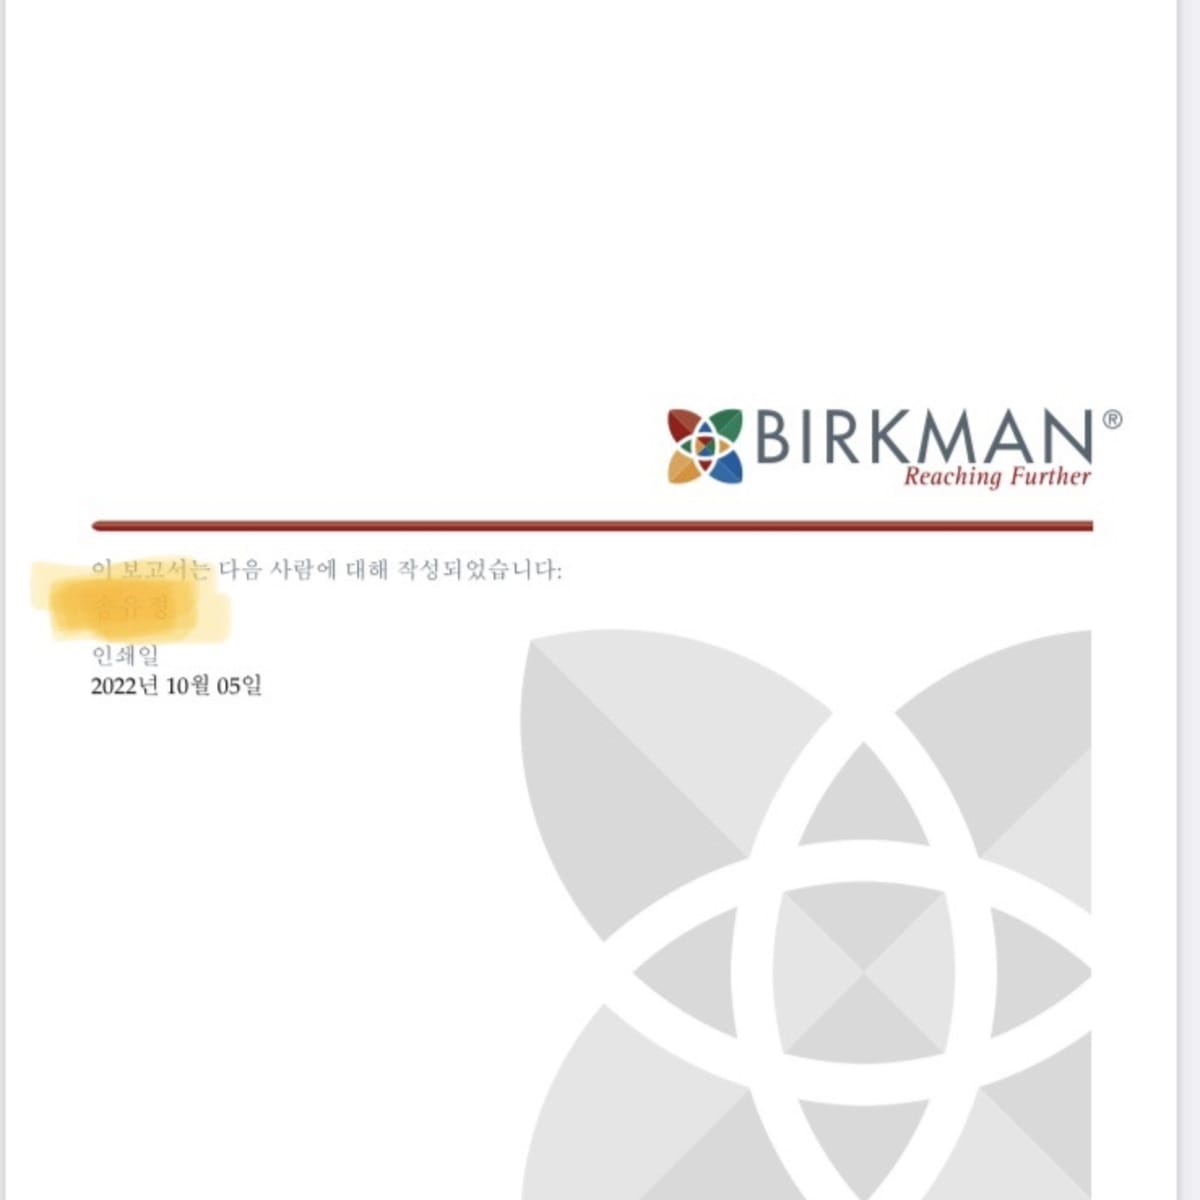 BIRKMAN®
Reaching Further
이 보고서는 다음 사람에 대해 작성되었습니다:
인쇄일
2022년 10월 05일